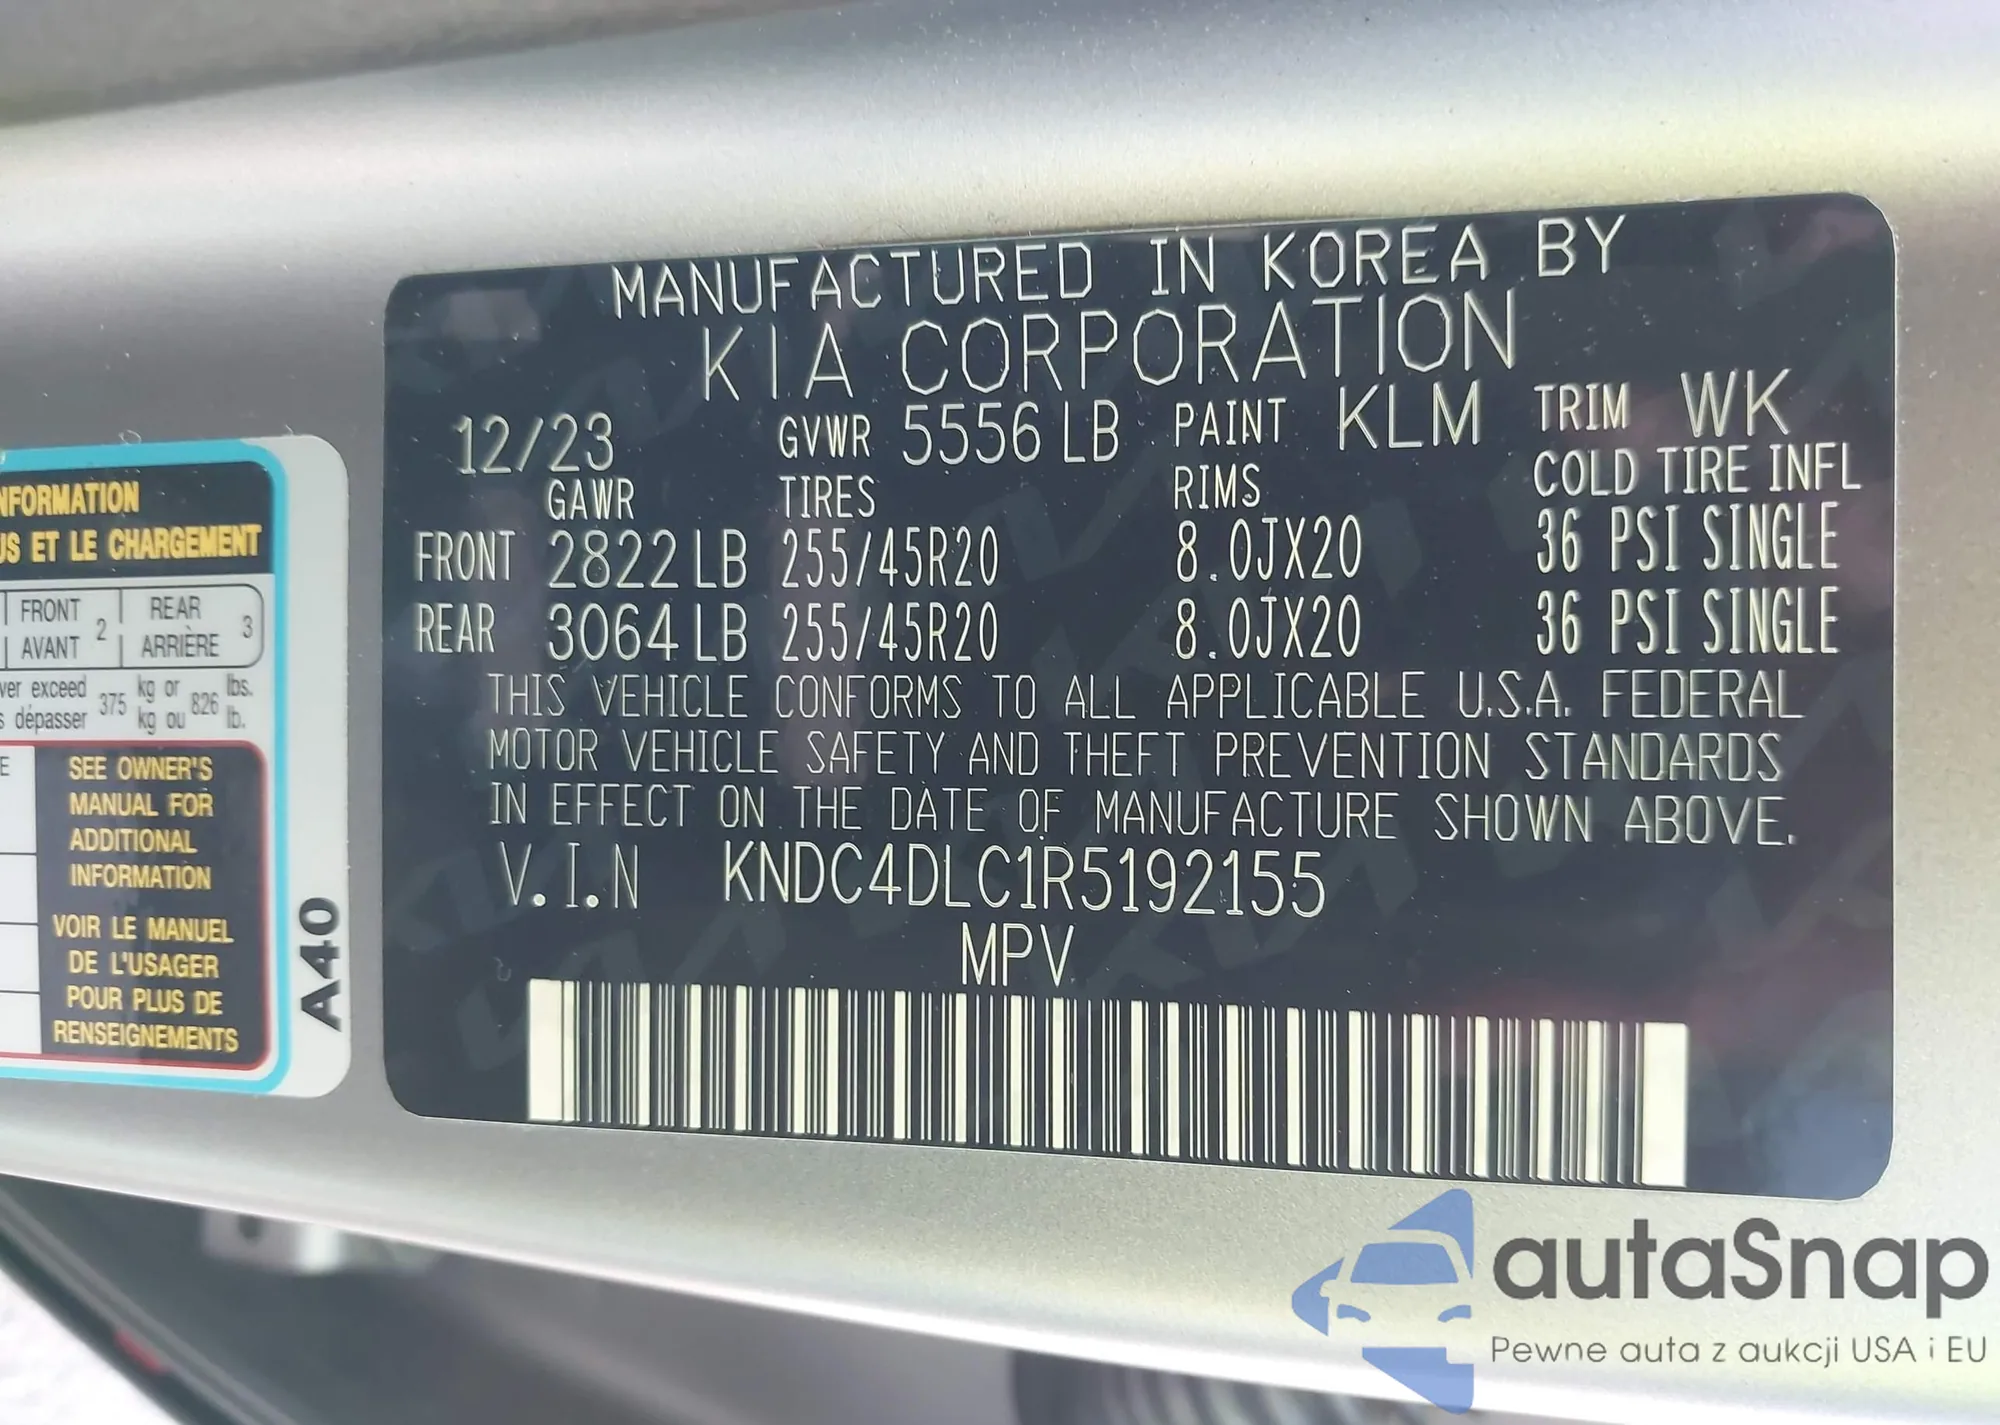 MANUFACTURED IN KOREA BY
KIA CORPORATION
12/23 GVWR 5556 LB PAINT KLM TRIM WK
GAWR TIRES RIMS COLD TIRE INFL
FRONT 2822 LB 255/45R20 8.0JX20 36 PSI SINGLE
REAR 3064 LB 255/45R20 8.0JX20 36 PSI SINGLE
THIS VEHICLE CONFORMS TO ALL APPLICABLE U.S.A. FEDERAL
MOTOR VEHICLE SAFETY AND THEFT PREVENTION STANDARDS
IN EFFECT ON THE DATE OF MANUFACTURE SHOWN ABOVE.
V.I.N KNDC4DLC1R5192155
MPV
NFORMATION
US ET LE CHARGEMENT
FRONT 2 REAR 3
AVANT ARRIÈRE
ver exceed 375 kg or 826 lbs.
s dépasser kg ou lb.
E
SEE OWNER'S
MANUAL FOR
ADDITIONAL
INFORMATION
VOIR LE MANUEL
DE L'USAGER
POUR PLUS DE
RENSEIGNEMENTS
A40
autaSnap
Pewne auta z aukcji USA i EU